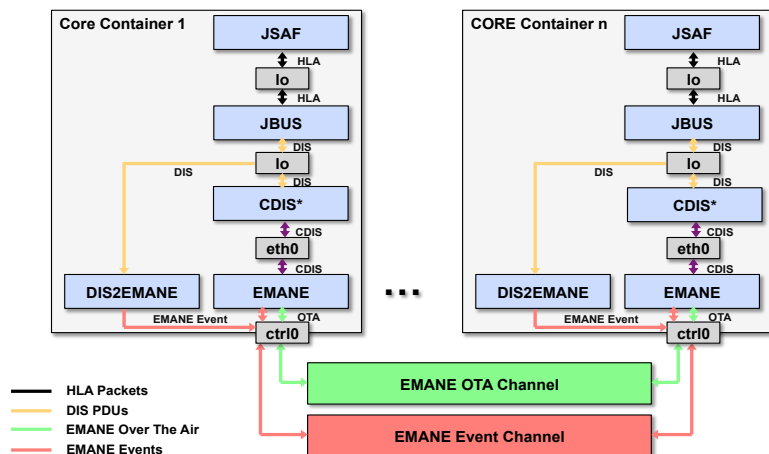 Core Container 1
JSAF
HLA
lo
HLA
JBUS
DIS
lo
DIS
DIS
CDIS*
CDIS
eth0
CDIS
DIS2EMANE
EMANE
EMANE Event
OTA
ctrl0
...
CORE Container n
JSAF
HLA
lo
HLA
JBUS
DIS
lo
DIS
DIS
CDIS*
CDIS
eth0
CDIS
DIS2EMANE
EMANE
EMANE Event
OTA
ctrl0
EMANE OTA Channel
EMANE Event Channel
HLA Packets
DIS PDUs
EMANE Over The Air
EMANE Events